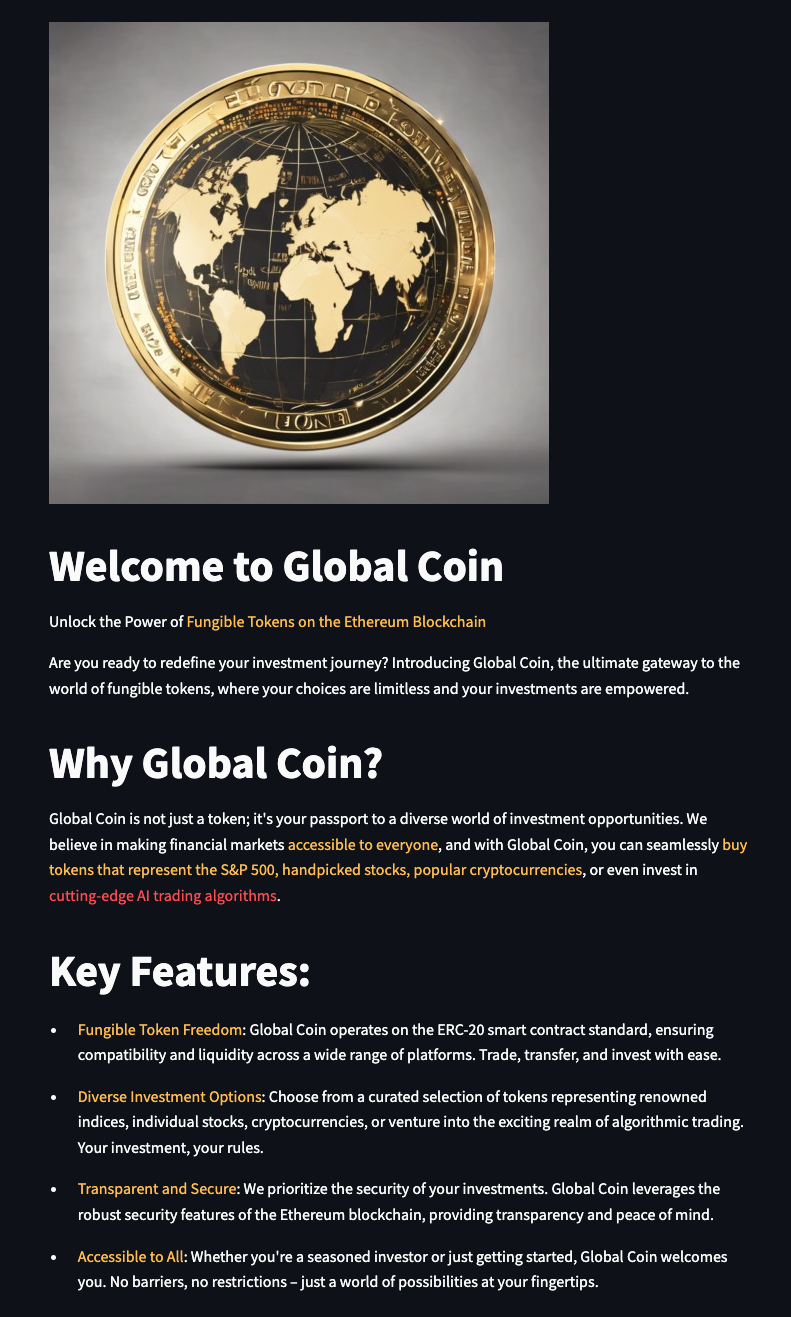 Welcome to Global Coin
Unlock the Power of Fungible Tokens on the Ethereum Blockchain
Are you ready to redefine your investment journey? Introducing Global Coin, the ultimate gateway to the
world of fungible tokens, where your choices are limitless and your investments are empowered.
Why Global Coin?
Global Coin is not just a token; it's your passport to a diverse world of investment opportunities. We
believe in making financial markets accessible to everyone, and with Global Coin, you can seamlessly buy
tokens that represent the S&P 500, handpicked stocks, popular cryptocurrencies, or even invest in
cutting-edge AI trading algorithms.
Key Features:
• Fungible Token Freedom: Global Coin operates on the ERC-20 smart contract standard, ensuring
compatibility and liquidity across a wide range of platforms. Trade, transfer, and invest with ease.
• Diverse Investment Options: Choose from a curated selection of tokens representing renowned
indices, individual stocks, cryptocurrencies, or venture into the exciting realm of algorithmic trading.
Your investment, your rules.
• Transparent and Secure: We prioritize the security of your investments. Global Coin leverages the
robust security features of the Ethereum blockchain, providing transparency and peace of mind.
• Accessible to All: Whether you're a seasoned investor or just getting started, Global Coin welcomes
you. No barriers, no restrictions – just a world of possibilities at your fingertips.